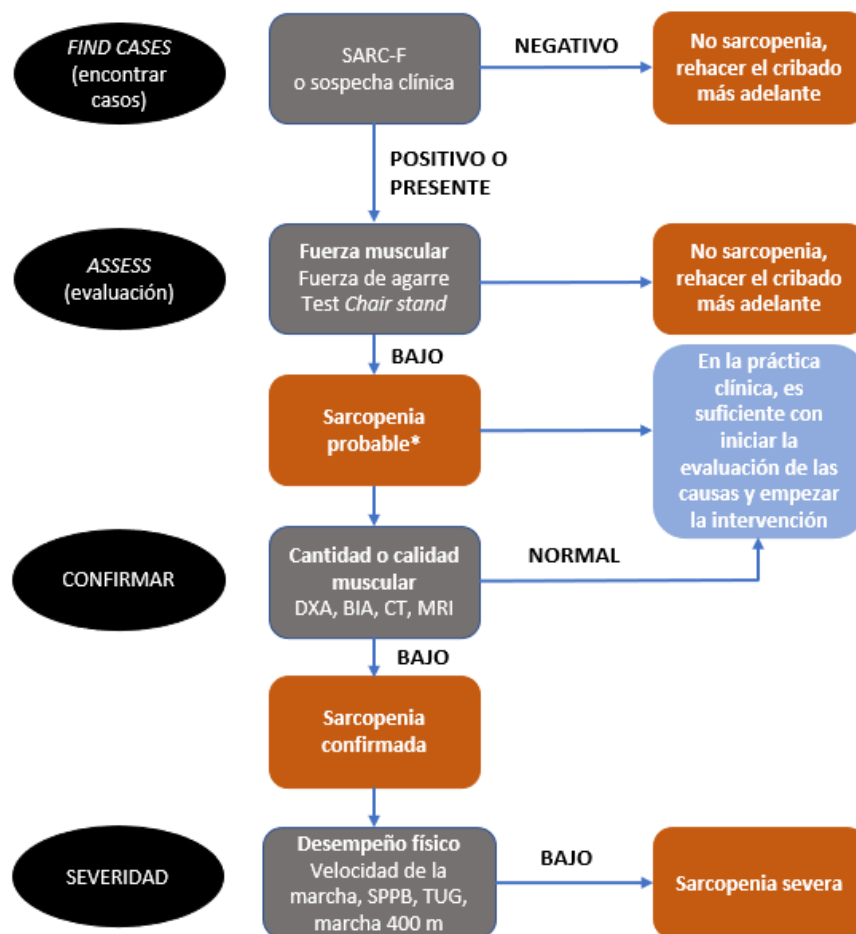 FIND CASES
(encontrar
casos)
SARC-F
o sospecha clínica
NEGATIVO
No sarcopenia,
rehacer el cribado
más adelante
POSITIVO O
PRESENTE
ASSESS
(evaluación)
Fuerza muscular
Fuerza de agarre
Test Chair stand
No sarcopenia,
rehacer el cribado
más adelante
BAJO
Sarcopenia
probable*
En la práctica
clínica, es
suficiente con
iniciar la
evaluación de las
causas y empezar
la intervención
CONFIRMAR
Cantidad o calidad
muscular
DXA, BIA, CT, MRI
NORMAL
BAJO
Sarcopenia
confirmada
SEVERIDAD
Desempeño físico
Velocidad de la
marcha, SPPB, TUG,
marcha 400 m
BAJO
Sarcopenia severa